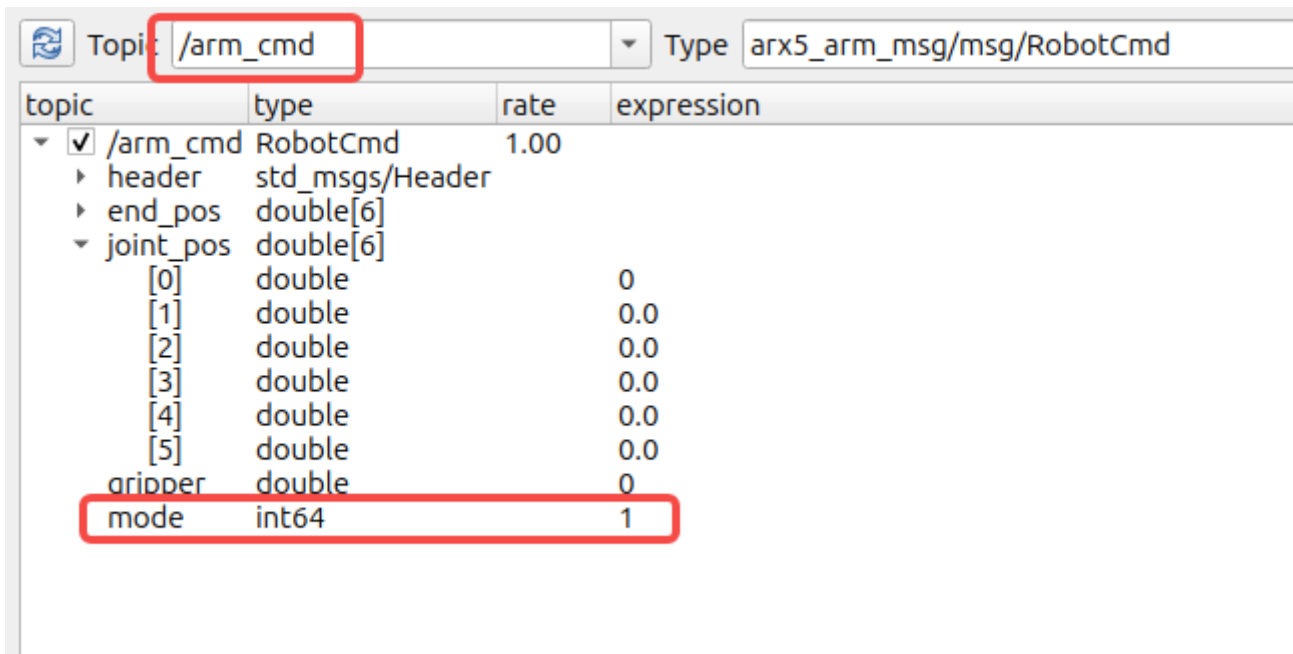 Topic /arm_cmd Type arx5_arm_msg/msg/RobotCmd
topic type rate expression
/arm_cmd RobotCmd 1.00
header std_msgs/Header
end_pos double[6]
joint_pos double[6]
[0] double 0
[1] double 0.0
[2] double 0.0
[3] double 0.0
[4] double 0.0
[5] double 0.0
gripper double 0
mode int64 1